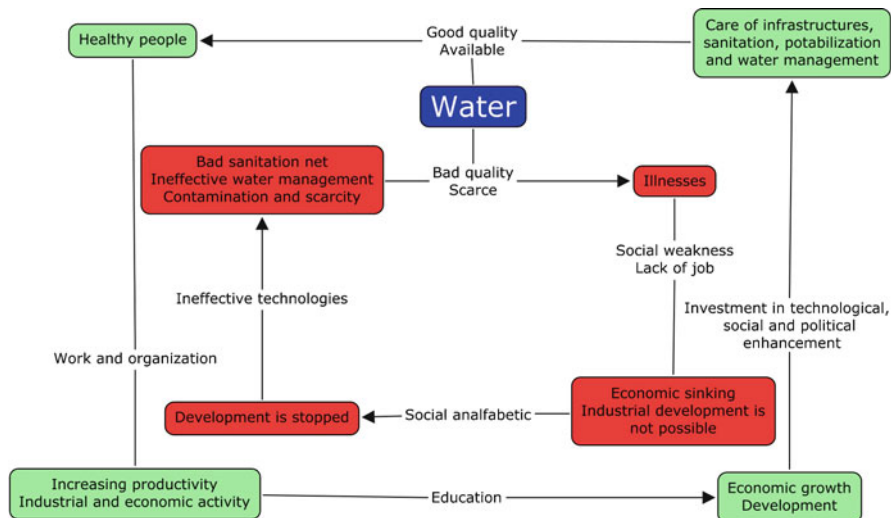 Healthy people
Good quality
Available
Care of infrastructures,
sanitation, potabilization
and water management
Water
Bad sanitation net
Ineffective water management
Contamination and scarcity
Bad quality
Scarce
Illnesses
Social weakness
Lack of job
Ineffective technologies
Investment in technological,
social and political
enhancement
Work and organization
Development is stopped
Social analfabetic
Economic sinking
Industrial development is
not possible
Increasing productivity
Industrial and economic activity
Education
Economic growth
Development